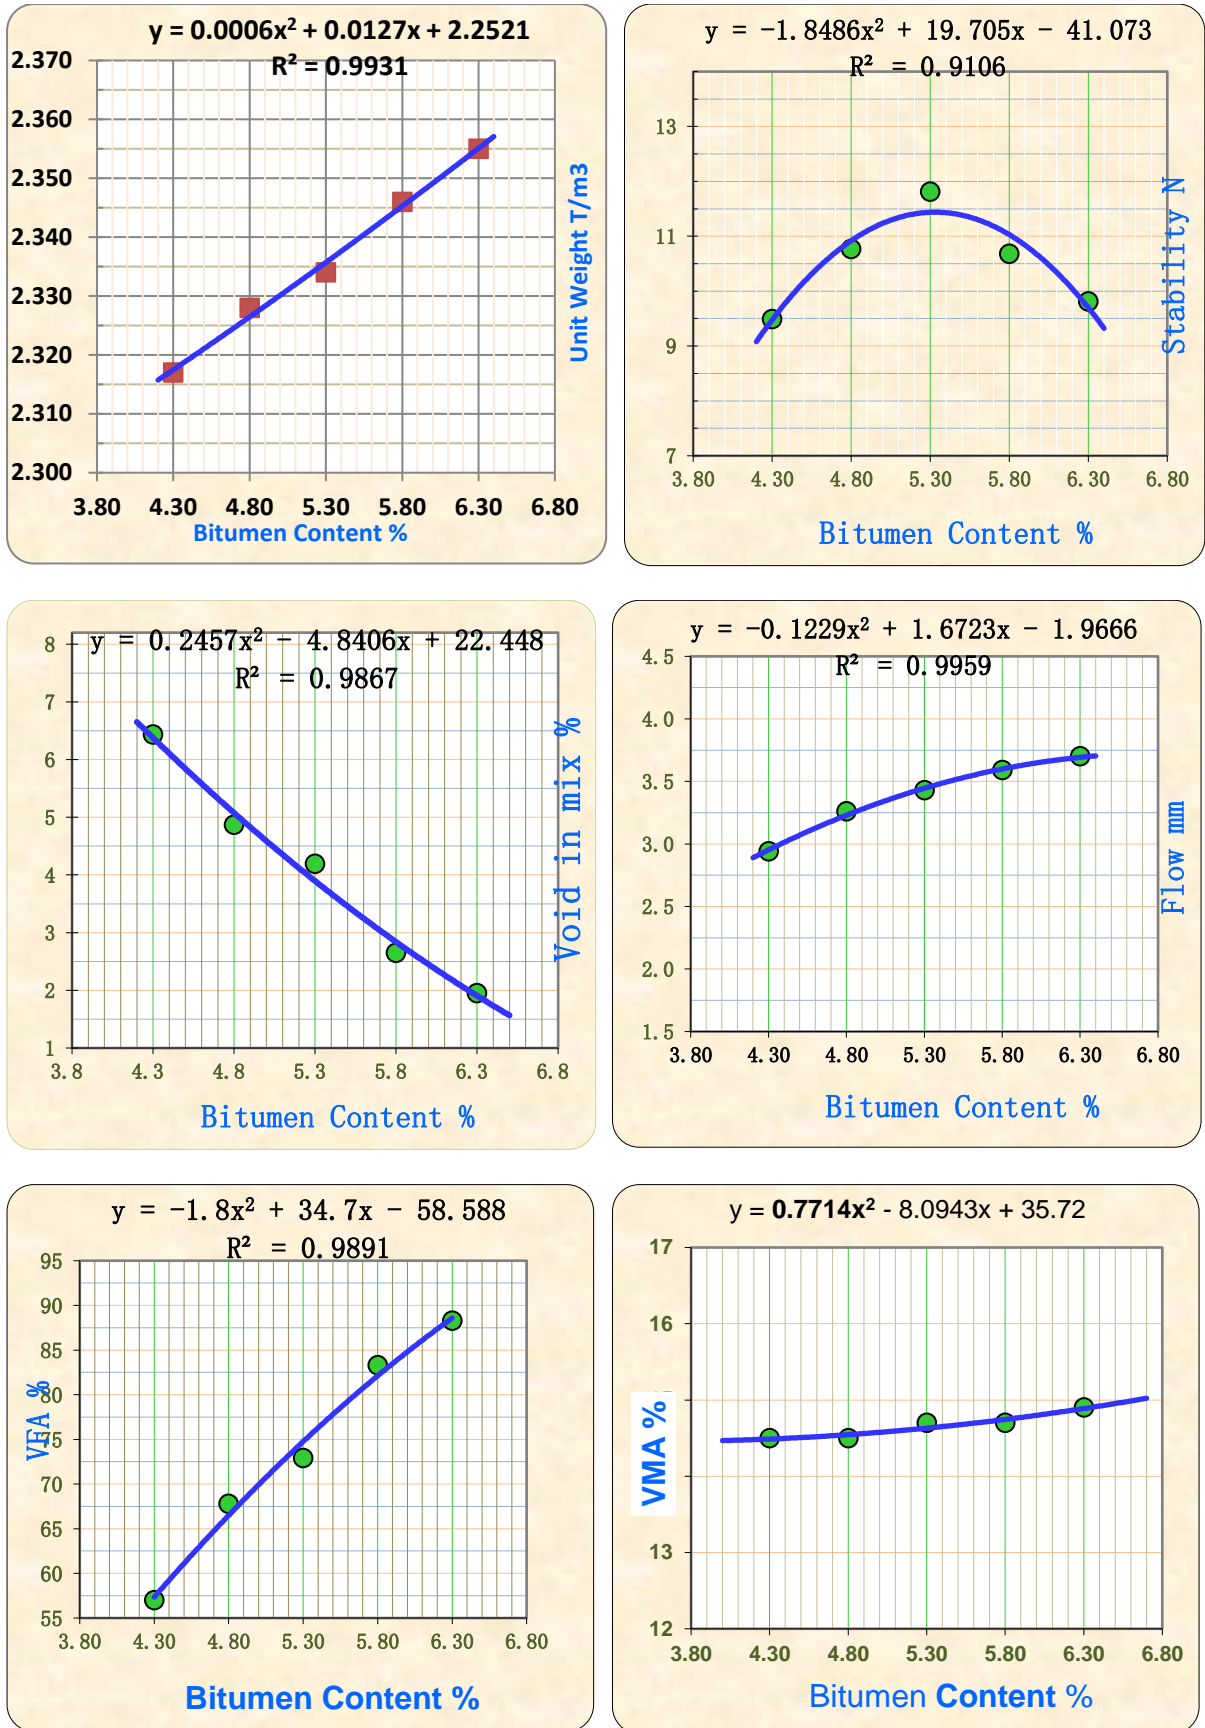 y = 0.0006x² + 0.0127x + 2.2521
R² = 0.9931
2.370
2.360
2.350
2.340
2.330
2.320
2.310
2.300
3.80 4.30 4.80 5.30 5.80 6.30 6.80
Bitumen Content %
Unit Weight T/m3
y = -1.8486x² + 19.705x - 41.073
R² = 0.9106
13
11
9
7
3.80 4.30 4.80 5.30 5.80 6.30 6.80
Bitumen Content %
Stability N
y = 0.2457x² - 4.8406x + 22.448
R² = 0.9867
8
7
6
5
4
3
2
1
3.8 4.3 4.8 5.3 5.8 6.3 6.8
Bitumen Content %
Void in mix %
y = -0.1229x² + 1.6723x - 1.9666
R² = 0.9959
4.5
4.0
3.5
3.0
2.5
2.0
1.5
3.80 4.30 4.80 5.30 5.80 6.30 6.80
Bitumen Content %
Flow mm
y = -1.8x² + 34.7x - 58.588
R² = 0.9891
95
90
85
80
75
70
65
60
55
VFA %
3.80 4.30 4.80 5.30 5.80 6.30 6.80
Bitumen Content %
y = 0.7714x² - 8.0943x + 35.72
17
16
13
12
VMA %
3.80 4.30 4.80 5.30 5.80 6.30 6.80
Bitumen Content %